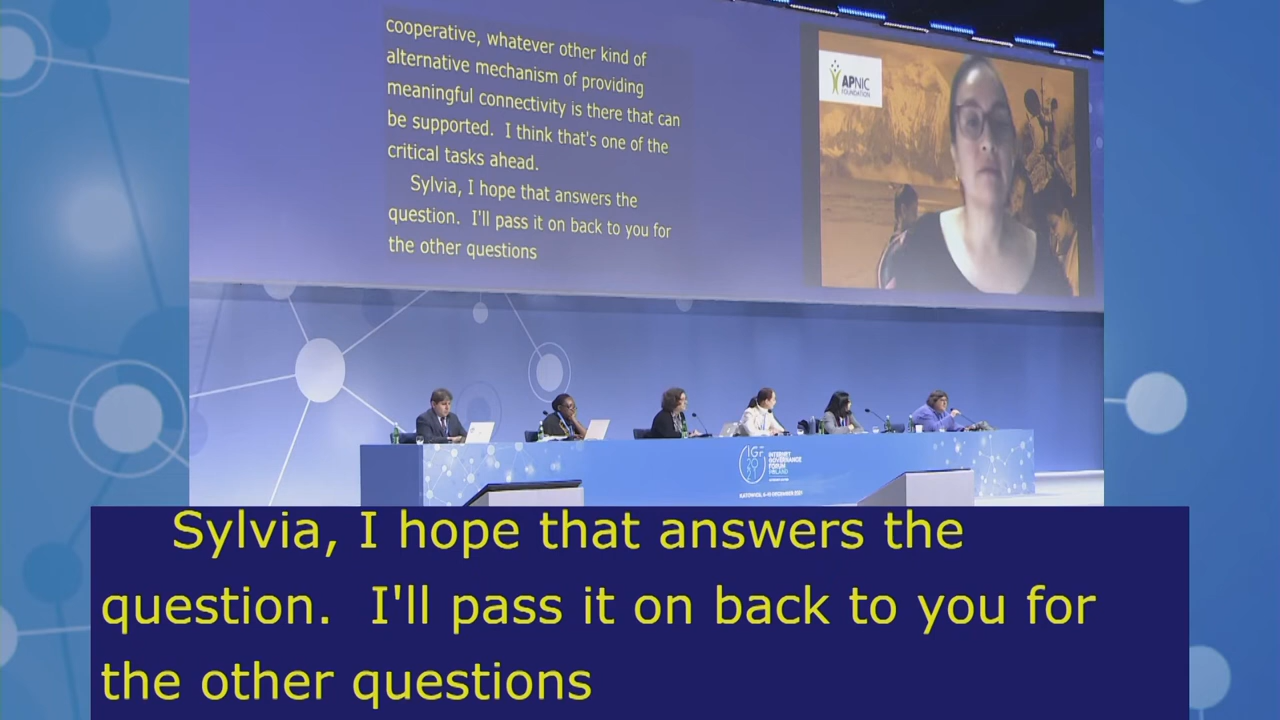 cooperative, whatever other kind of
alternative mechanism of providing
meaningful connectivity is there that can
be supported.  I think that's one of the
critical tasks ahead.
Sylvia, I hope that answers the
question.  I'll pass it on back to you for
the other questions
APNIC
FOUNDATION
IGF
2021
INTERNET
GOVERNANCE
FORUM
POLAND
Sylvia, I hope that answers the
question.  I'll pass it on back to you for
the other questions